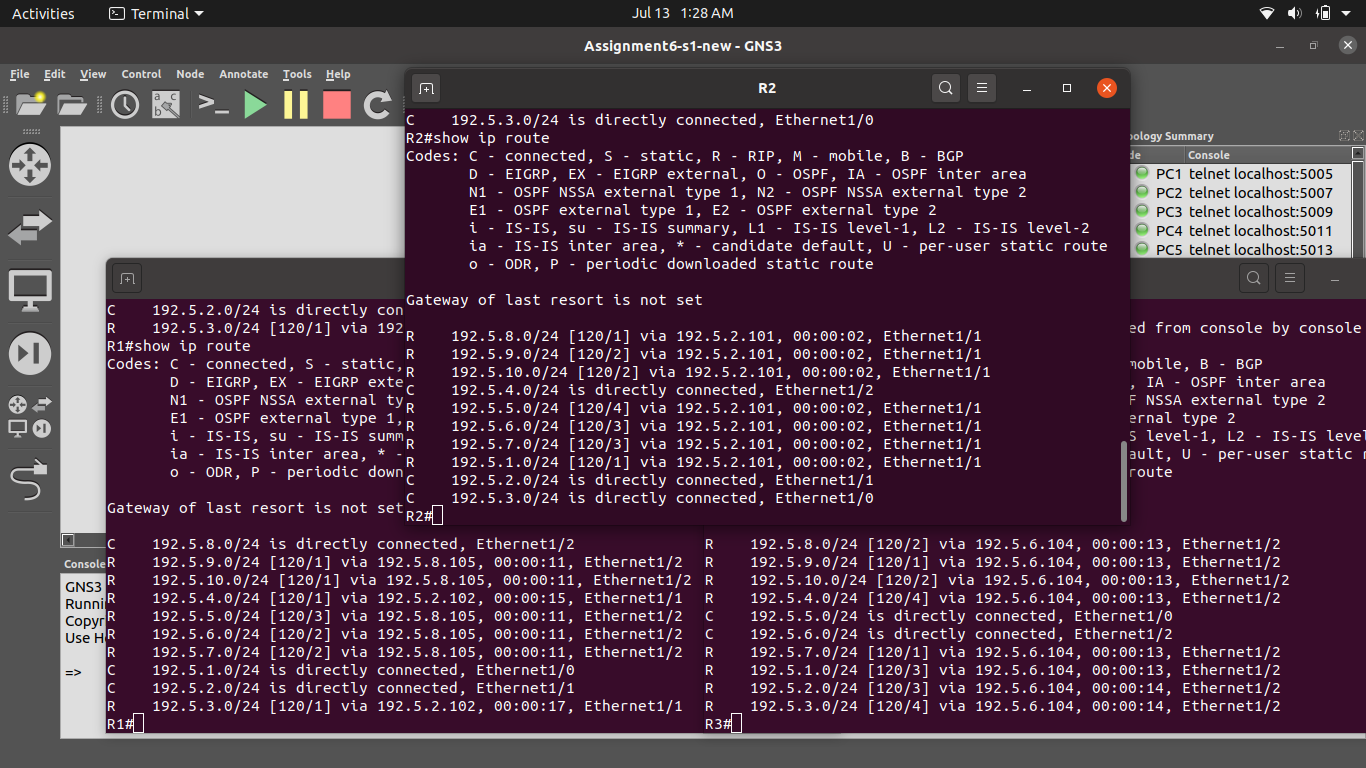 Activities
Terminal
Jul 13 1:28 AM
Assignment6-s1-new - GNS3
File Edit View Control Node Annotate Tools Help
R2
C    192.5.3.0/24 is directly connected, Ethernet1/0
R2#show ip route
Codes: C - connected, S - static, R - RIP, M - mobile, B - BGP
       D - EIGRP, EX - EIGRP external, O - OSPF, IA - OSPF inter area
       N1 - OSPF NSSA external type 1, N2 - OSPF NSSA external type 2
       E1 - OSPF external type 1, E2 - OSPF external type 2
       i - IS-IS, su - IS-IS summary, L1 - IS-IS level-1, L2 - IS-IS level-2
       ia - IS-IS inter area, * - candidate default, U - per-user static route
       o - ODR, P - periodic downloaded static route
Gateway of last resort is not set
R    192.5.8.0/24 [120/1] via 192.5.2.101, 00:00:02, Ethernet1/1
R    192.5.9.0/24 [120/2] via 192.5.2.101, 00:00:02, Ethernet1/1
R    192.5.10.0/24 [120/2] via 192.5.2.101, 00:00:02, Ethernet1/1
C    192.5.4.0/24 is directly connected, Ethernet1/2
R    192.5.5.0/24 [120/4] via 192.5.2.101, 00:00:02, Ethernet1/1
R    192.5.6.0/24 [120/3] via 192.5.2.101, 00:00:02, Ethernet1/1
R    192.5.7.0/24 [120/3] via 192.5.2.101, 00:00:02, Ethernet1/1
R    192.5.1.0/24 [120/1] via 192.5.2.101, 00:00:02, Ethernet1/1
C    192.5.2.0/24 is directly connected, Ethernet1/1
C    192.5.3.0/24 is directly connected, Ethernet1/0
R2#
pology Summary
de Console
PC1 telnet localhost:5005
PC2 telnet localhost:5007
PC3 telnet localhost:5009
PC4 telnet localhost:5011
PC5 telnet localhost:5013
C    192.5.2.0/24 is directly con
R    192.5.3.0/24 [120/1] via 192
R1#show ip route
Codes: C - connected, S - static,
       D - EIGRP, EX - EIGRP exte
       N1 - OSPF NSSA external ty
       E1 - OSPF external type 1,
       i - IS-IS, su - IS-IS summ
       ia - IS-IS inter area, * -
       o - ODR, P - periodic down
Gateway of last resort is not set
C    192.5.8.0/24 is directly connected, Ethernet1/2
R    192.5.9.0/24 [120/1] via 192.5.8.105, 00:00:11, Ethernet1/2
R    192.5.10.0/24 [120/1] via 192.5.8.105, 00:00:11, Ethernet1/2
R    192.5.4.0/24 [120/1] via 192.5.2.102, 00:00:15, Ethernet1/1
R    192.5.5.0/24 [120/3] via 192.5.8.105, 00:00:11, Ethernet1/2
R    192.5.6.0/24 [120/2] via 192.5.8.105, 00:00:11, Ethernet1/2
R    192.5.7.0/24 [120/2] via 192.5.8.105, 00:00:11, Ethernet1/2
C    192.5.1.0/24 is directly connected, Ethernet1/0
C    192.5.2.0/24 is directly connected, Ethernet1/1
R    192.5.3.0/24 [120/1] via 192.5.2.102, 00:00:17, Ethernet1/1
R1#
ed from console by console
mobile, B - BGP
, IA - OSPF inter area
F NSSA external type 2
ernal type 2
S level-1, L2 - IS-IS level
ault, U - per-user static r
route
R    192.5.8.0/24 [120/2] via 192.5.6.104, 00:00:13, Ethernet1/2
R    192.5.9.0/24 [120/1] via 192.5.6.104, 00:00:13, Ethernet1/2
R    192.5.10.0/24 [120/2] via 192.5.6.104, 00:00:13, Ethernet1/2
R    192.5.4.0/24 [120/4] via 192.5.6.104, 00:00:13, Ethernet1/2
C    192.5.5.0/24 is directly connected, Ethernet1/0
C    192.5.6.0/24 is directly connected, Ethernet1/2
R    192.5.7.0/24 [120/1] via 192.5.6.104, 00:00:13, Ethernet1/2
R    192.5.1.0/24 [120/3] via 192.5.6.104, 00:00:13, Ethernet1/2
R    192.5.2.0/24 [120/3] via 192.5.6.104, 00:00:14, Ethernet1/2
R    192.5.3.0/24 [120/4] via 192.5.6.104, 00:00:14, Ethernet1/2
R3#
Console
GNS3
Runni
Copyr
Use He
=>